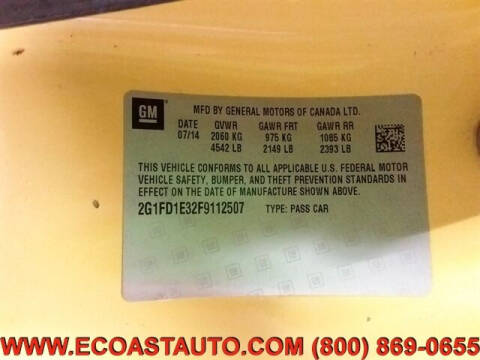 GM
MFD BY GENERAL MOTORS OF CANADA LTD.
DATE GVWR GAWR FRT GAWR RR
07/14 2060 KG 975 KG 1085 KG
4542 LB 2149 LB 2393 LB
THIS VEHICLE CONFORMS TO ALL APPLICABLE U.S. FEDERAL MOTOR
VEHICLE SAFETY, BUMPER, AND THEFT PREVENTION STANDARDS IN
EFFECT ON THE DATE OF MANUFACTURE SHOWN ABOVE.
2G1FD1E32F9112507 TYPE: PASS CAR
WWW.ECOASTAUTO.COM (800) 869-0655